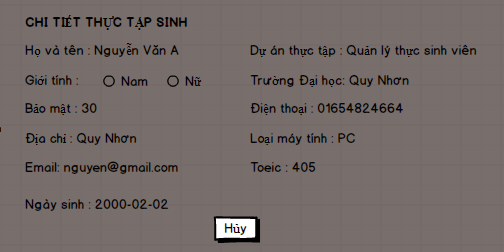 CHI TIẾT THỰC TẬP SINH
Họ và tên : Nguyễn Văn A
Dự án thực tập : Quản lý thực sinh viên
Giới tính : Nam Nữ
Trường Đại học: Quy Nhơn
Bảo mật : 30
Điện thoại : 01654824664
Địa chỉ : Quy Nhơn
Loại máy tính : PC
Email: nguyen@gmail.com
Toeic : 405
Ngày sinh : 2000-02-02
Hủy